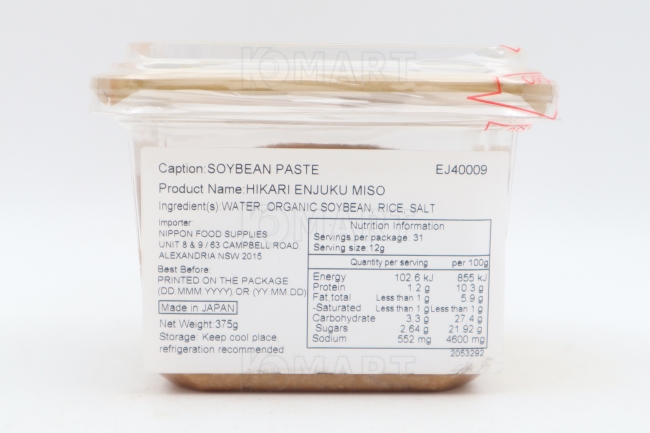 KOMART
Caption:SOYBEAN PASTE EJ40009
Product Name:HIKARI ENJUKU MISO
Ingredient(s):WATER, ORGANIC SOYBEAN, RICE, SALT
Importer
NIPPON FOOD SUPPLIES
UNIT 8 & 9 / 63 CAMPBELL ROAD
ALEXANDRIA NSW 2015
Best Before:
PRINTED ON THE PACKAGE
(DD MMM YYYY) OR (YY MM DD)
Made in JAPAN
Net Weight:375g
Storage: Keep cool place
refrigeration recommended
Nutrition Information
Servings per package: 31
Serving size:12g
Quantity per serving per 100g
Energy 102.6 kJ 855 kJ
Protein 1.2 g 10.3 g
Fat,total Less than 1 g 5.9 g
-Saturated Less than 1 g Less than 1 g
Carbohydrate 3.3 g 27.4 g
Sugars 2.64 g 21.92 g
Sodium 552 mg 4600 mg
2053292
KOMART
KOMART